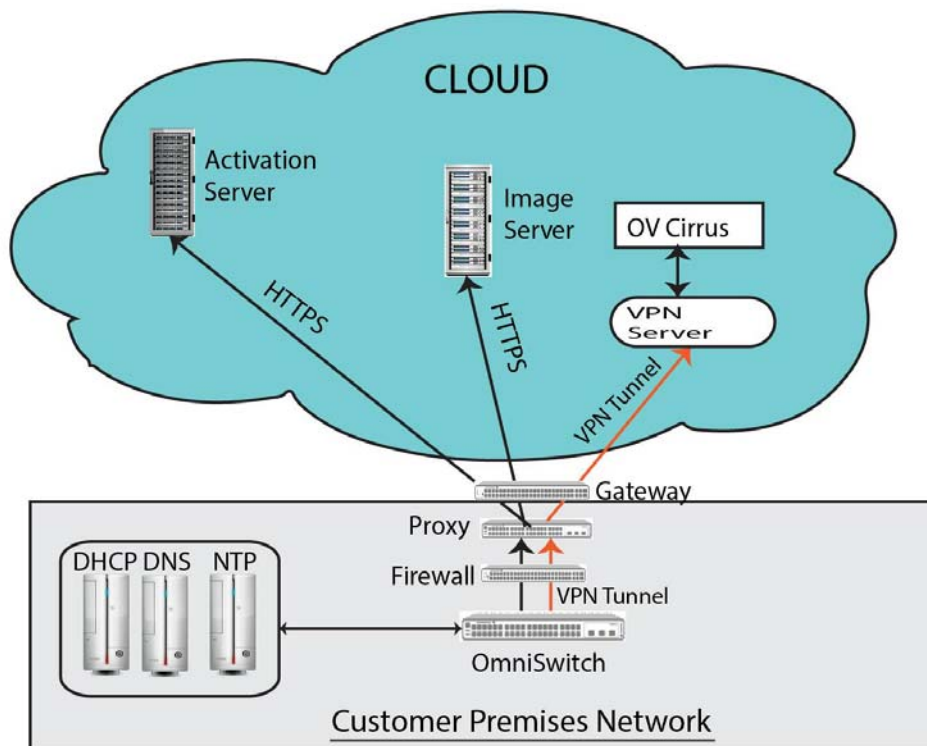 CLOUD
Activation
Server
Image
Server
OV Cirrus
VPN
Server
HTTPS
HTTPS
VPN Tunnel
Gateway
Proxy
DHCP DNS NTP
Firewall
VPN Tunnel
OmniSwitch
Customer Premises Network